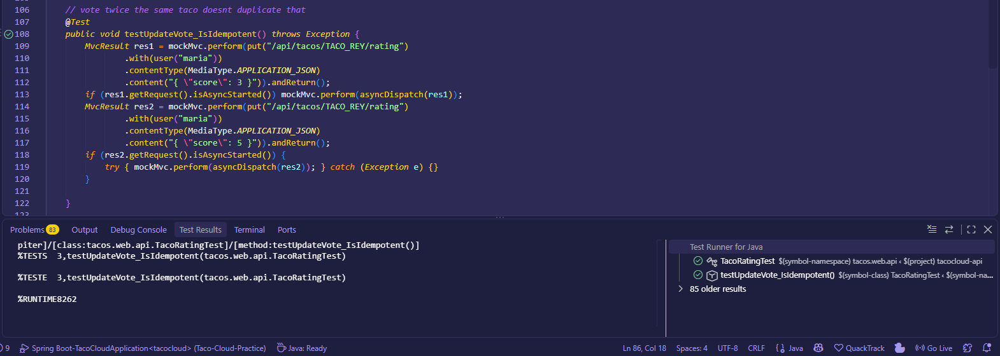 106 // vote twice the same taco doesnt duplicate that
107 @Test
108 public void testUpdateVote_IsIdempotent() throws Exception {
109 MvcResult res1 = mockMvc.perform(put("/api/tacos/TACO_REY/rating")
110 .with(user("maria"))
111 .contentType(MediaType.APPLICATION_JSON)
112 .content("{ \"score\": 3 }")).andReturn();
113 if (res1.getRequest().isAsyncStarted()) mockMvc.perform(asyncDispatch(res1));
114 MvcResult res2 = mockMvc.perform(put("/api/tacos/TACO_REY/rating")
115 .with(user("maria"))
116 .contentType(MediaType.APPLICATION_JSON)
117 .content("{ \"score\": 5 }")).andReturn();
118 if (res2.getRequest().isAsyncStarted()) {
119 try { mockMvc.perform(asyncDispatch(res2)); } catch (Exception e) {}
120 }
121
122 }
Problems 83 Output Debug Console Test Results Terminal Ports
piter]/[class:tacos.web.api.TacoRatingTest]/[method:testUpdateVote_IsIdempotent()]
%TESTS 3,testUpdateVote_IsIdempotent(tacos.web.api.TacoRatingTest)
%TESTE 3,testUpdateVote_IsIdempotent(tacos.web.api.TacoRatingTest)
%RUNTIME8262
Test Runner for Java
TacoRatingTest $(symbol-namespace) tacos.web.api ‹ $(project) tacocloud-api
testUpdateVote_IsIdempotent() $(symbol-class) TacoRatingTest ‹ $(symbol-na...
85 older results
9 Spring Boot-TacoCloudApplication<tacocloud> (Taco-Cloud-Practice) Java: Ready Ln 86, Col 18 Spaces: 4 UTF-8 CRLF {} Java QuackTrack Go Live